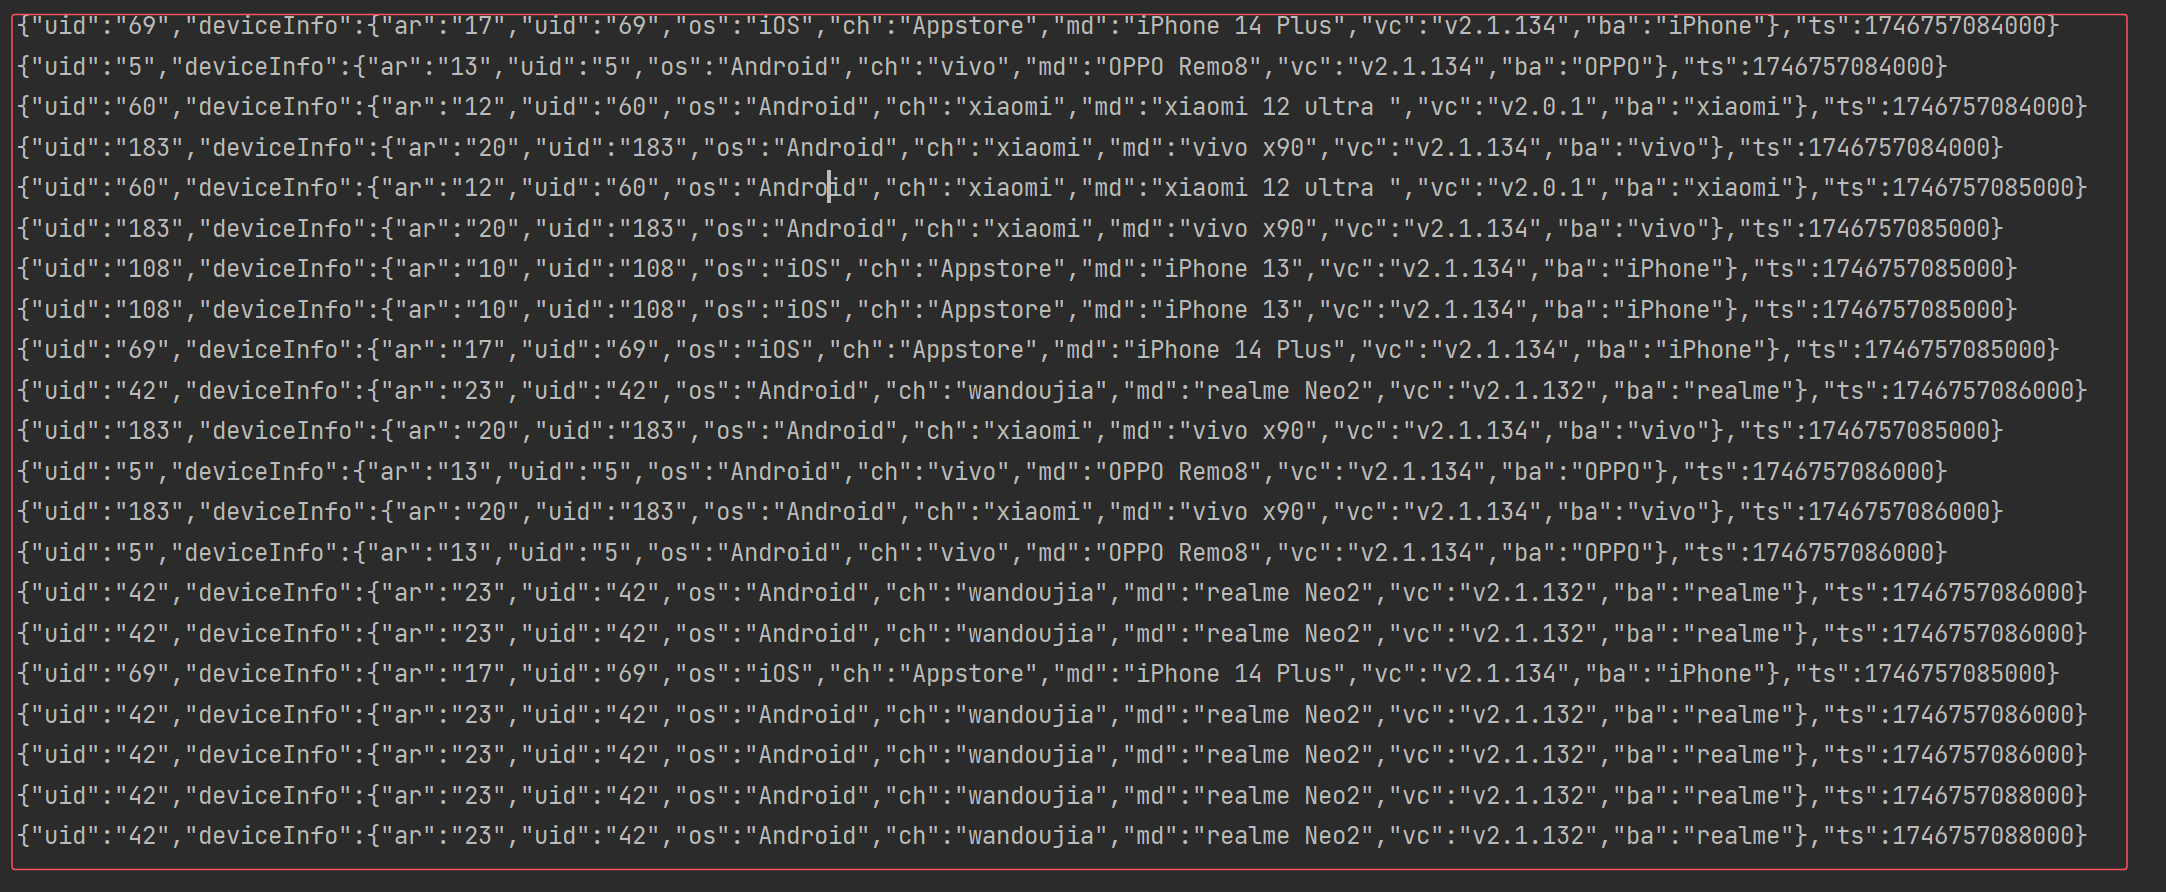 {"uid":"69","deviceInfo":{"ar":"17","uid":"69","os":"iOS","ch":"Appstore","md":"iPhone 14 Plus","vc":"v2.1.134","ba":"iPhone"},"ts":1746757084000}
{"uid":"5","deviceInfo":{"ar":"13","uid":"5","os":"Android","ch":"vivo","md":"OPPO Remo8","vc":"v2.1.134","ba":"OPPO"},"ts":1746757084000}
{"uid":"60","deviceInfo":{"ar":"12","uid":"60","os":"Android","ch":"xiaomi","md":"xiaomi 12 ultra ","vc":"v2.0.1","ba":"xiaomi"},"ts":1746757084000}
{"uid":"183","deviceInfo":{"ar":"20","uid":"183","os":"Android","ch":"xiaomi","md":"vivo x90","vc":"v2.1.134","ba":"vivo"},"ts":1746757084000}
{"uid":"60","deviceInfo":{"ar":"12","uid":"60","os":"Android","ch":"xiaomi","md":"xiaomi 12 ultra ","vc":"v2.0.1","ba":"xiaomi"},"ts":1746757085000}
{"uid":"183","deviceInfo":{"ar":"20","uid":"183","os":"Android","ch":"xiaomi","md":"vivo x90","vc":"v2.1.134","ba":"vivo"},"ts":1746757085000}
{"uid":"108","deviceInfo":{"ar":"10","uid":"108","os":"iOS","ch":"Appstore","md":"iPhone 13","vc":"v2.1.134","ba":"iPhone"},"ts":1746757085000}
{"uid":"108","deviceInfo":{"ar":"10","uid":"108","os":"iOS","ch":"Appstore","md":"iPhone 13","vc":"v2.1.134","ba":"iPhone"},"ts":1746757085000}
{"uid":"69","deviceInfo":{"ar":"17","uid":"69","os":"iOS","ch":"Appstore","md":"iPhone 14 Plus","vc":"v2.1.134","ba":"iPhone"},"ts":1746757085000}
{"uid":"42","deviceInfo":{"ar":"23","uid":"42","os":"Android","ch":"wandoujia","md":"realme Neo2","vc":"v2.1.132","ba":"realme"},"ts":1746757086000}
{"uid":"183","deviceInfo":{"ar":"20","uid":"183","os":"Android","ch":"xiaomi","md":"vivo x90","vc":"v2.1.134","ba":"vivo"},"ts":1746757085000}
{"uid":"5","deviceInfo":{"ar":"13","uid":"5","os":"Android","ch":"vivo","md":"OPPO Remo8","vc":"v2.1.134","ba":"OPPO"},"ts":1746757086000}
{"uid":"183","deviceInfo":{"ar":"20","uid":"183","os":"Android","ch":"xiaomi","md":"vivo x90","vc":"v2.1.134","ba":"vivo"},"ts":1746757086000}
{"uid":"5","deviceInfo":{"ar":"13","uid":"5","os":"Android","ch":"vivo","md":"OPPO Remo8","vc":"v2.1.134","ba":"OPPO"},"ts":1746757086000}
{"uid":"42","deviceInfo":{"ar":"23","uid":"42","os":"Android","ch":"wandoujia","md":"realme Neo2","vc":"v2.1.132","ba":"realme"},"ts":1746757086000}
{"uid":"42","deviceInfo":{"ar":"23","uid":"42","os":"Android","ch":"wandoujia","md":"realme Neo2","vc":"v2.1.132","ba":"realme"},"ts":1746757086000}
{"uid":"69","deviceInfo":{"ar":"17","uid":"69","os":"iOS","ch":"Appstore","md":"iPhone 14 Plus","vc":"v2.1.134","ba":"iPhone"},"ts":1746757085000}
{"uid":"42","deviceInfo":{"ar":"23","uid":"42","os":"Android","ch":"wandoujia","md":"realme Neo2","vc":"v2.1.132","ba":"realme"},"ts":1746757086000}
{"uid":"42","deviceInfo":{"ar":"23","uid":"42","os":"Android","ch":"wandoujia","md":"realme Neo2","vc":"v2.1.132","ba":"realme"},"ts":1746757086000}
{"uid":"42","deviceInfo":{"ar":"23","uid":"42","os":"Android","ch":"wandoujia","md":"realme Neo2","vc":"v2.1.132","ba":"realme"},"ts":1746757088000}
{"uid":"42","deviceInfo":{"ar":"23","uid":"42","os":"Android","ch":"wandoujia","md":"realme Neo2","vc":"v2.1.132","ba":"realme"},"ts":1746757088000}